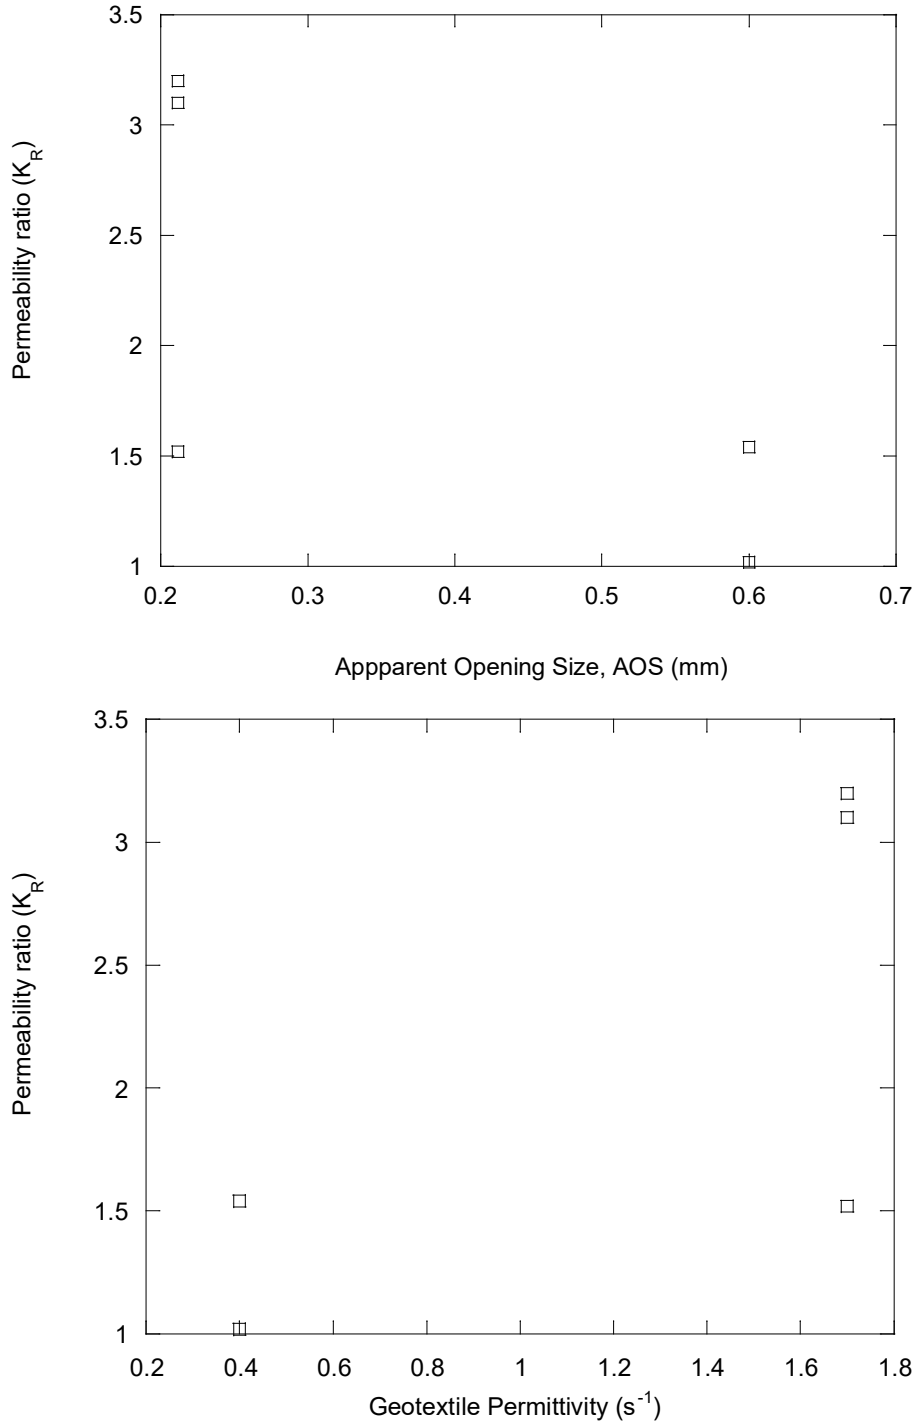 3.5
3
2.5
2
1.5
1
Permeability ratio (K_R)
0.2 0.3 0.4 0.5 0.6 0.7
Appparent Opening Size, AOS (mm)
3.5
3
2.5
2
1.5
1
Permeability ratio (K_R)
0.2 0.4 0.6 0.8 1 1.2 1.4 1.6 1.8
Geotextile Permittivity (s^-1)